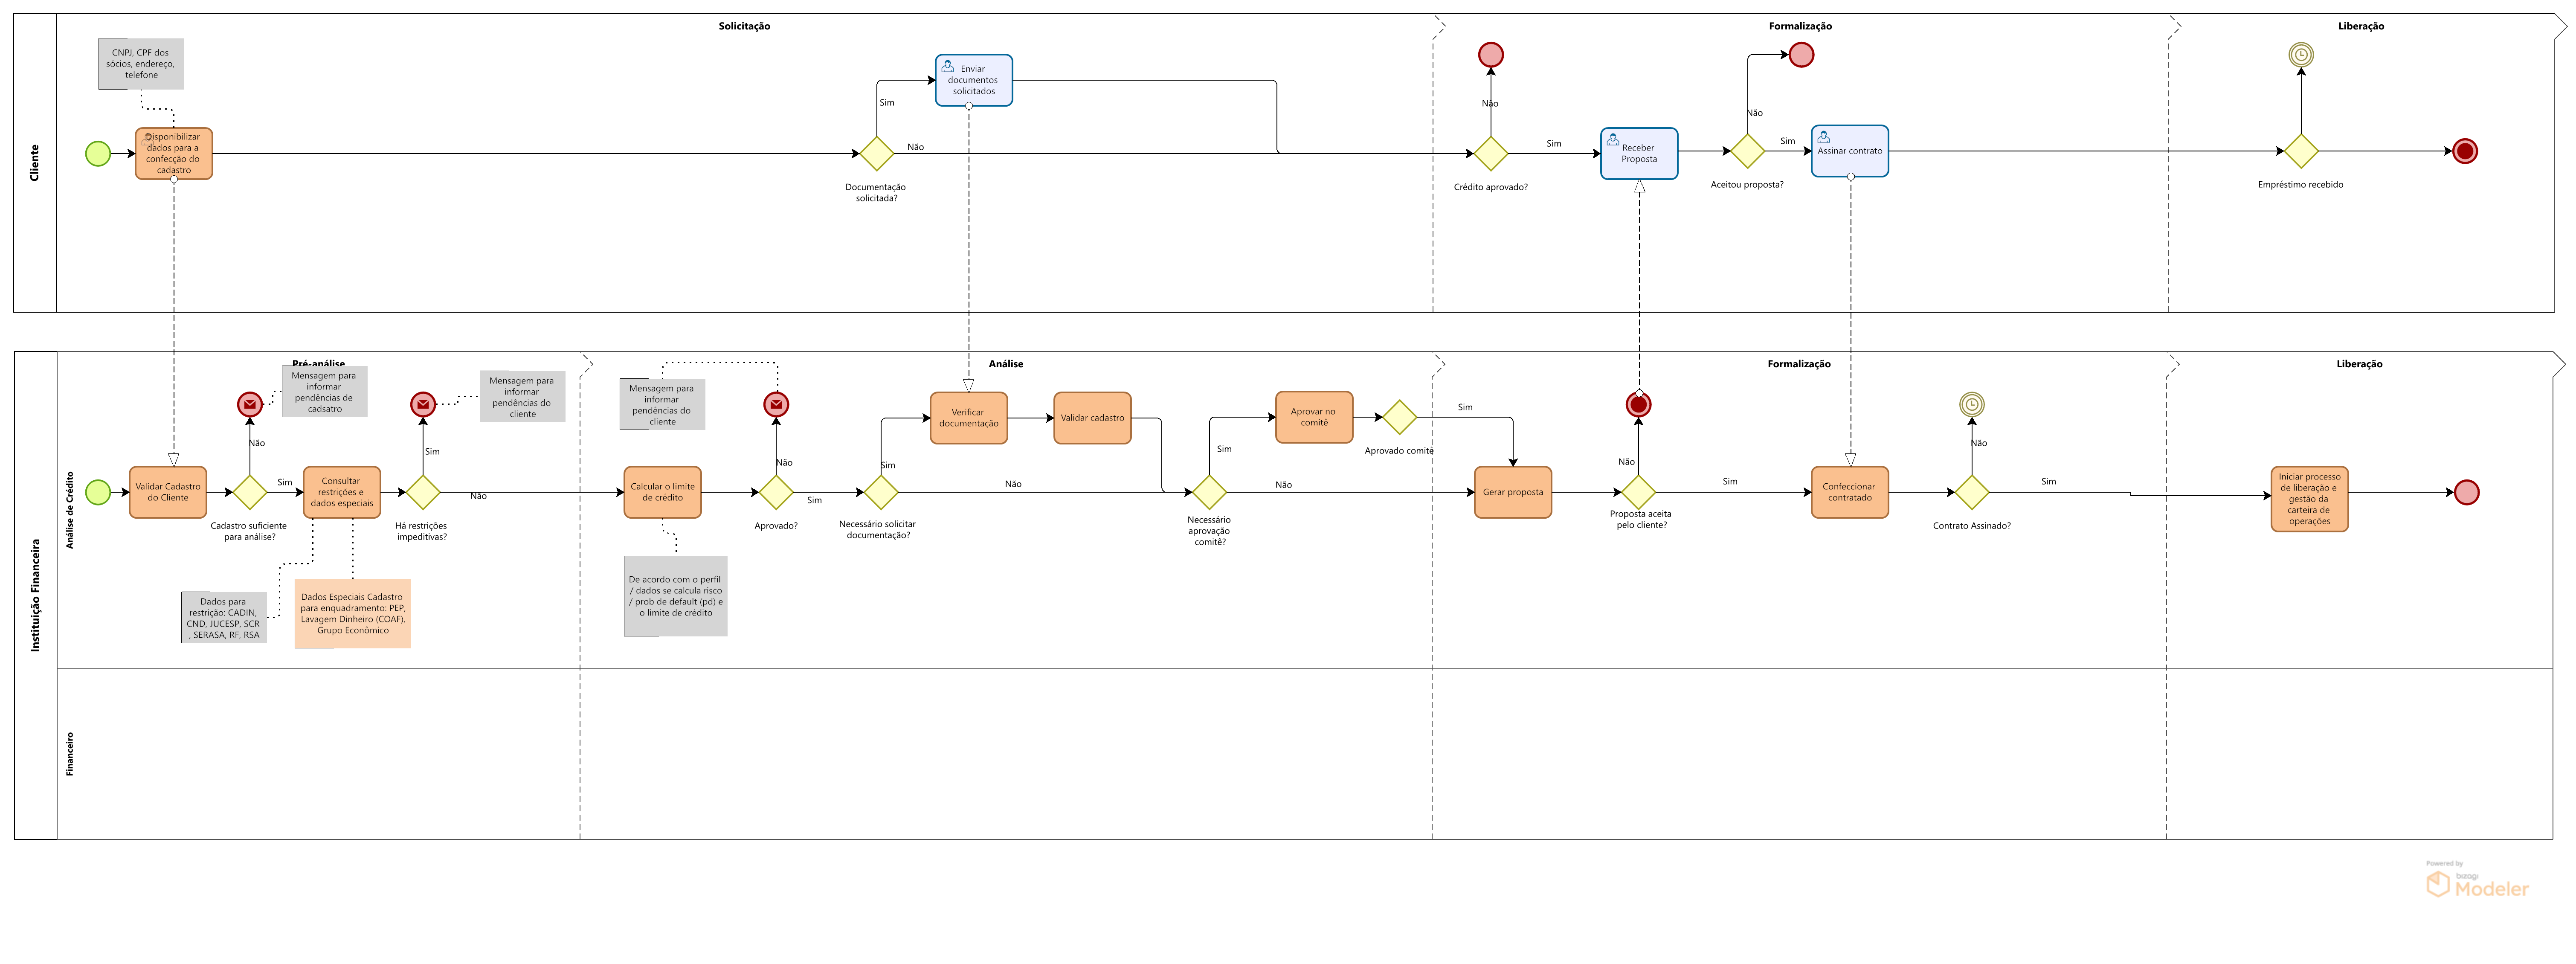 Solicitação
Formalização
Liberação
Cliente
CNPJ, CPF dos
sócios, endereço,
telefone
Disponibilizar
dados para a
confecção do
cadastro
Documentação
solicitada?
Sim
Não
Enviar
documentos
solicitados
Crédito aprovado?
Não
Sim
Receber
Proposta
Aceitou proposta?
Não
Sim
Assinar contrato
Empréstimo recebido
Instituição Financeira
Análise de Crédito
Financeiro
Pré-análise
Análise
Formalização
Liberação
Validar Cadastro
do Cliente
Cadastro suficiente
para análise?
Não
Sim
Mensagem para
informar
pendências de
cadsatro
Consultar
restrições e
dados especiais
Dados para
restrição: CADIN,
CND, JUCESP, SCR
, SERASA, RF, RSA
Dados Especiais Cadastro
para enquadramento: PEP,
Lavagem Dinheiro (COAF),
Grupo Econômico
Há restrições
impeditivas?
Sim
Não
Mensagem para
informar
pendências do
cliente
Calcular o limite
de crédito
De acordo com o perfil
/ dados se calcula risco
/ prob de default (pd) e
o limite de crédito
Mensagem para
informar
pendências do
cliente
Aprovado?
Não
Sim
Necessário solicitar
documentação?
Sim
Não
Verificar
documentação
Validar cadastro
Necessário
aprovação
comitê?
Sim
Não
Aprovar no
comitê
Aprovado comitê
Sim
Gerar proposta
Proposta aceita
pelo cliente?
Não
Sim
Confeccionar
contratado
Contrato Assinado?
Não
Sim
Iniciar processo
de liberação e
gestão da
carteira de
operações
Powered by
bizagi
Modeler